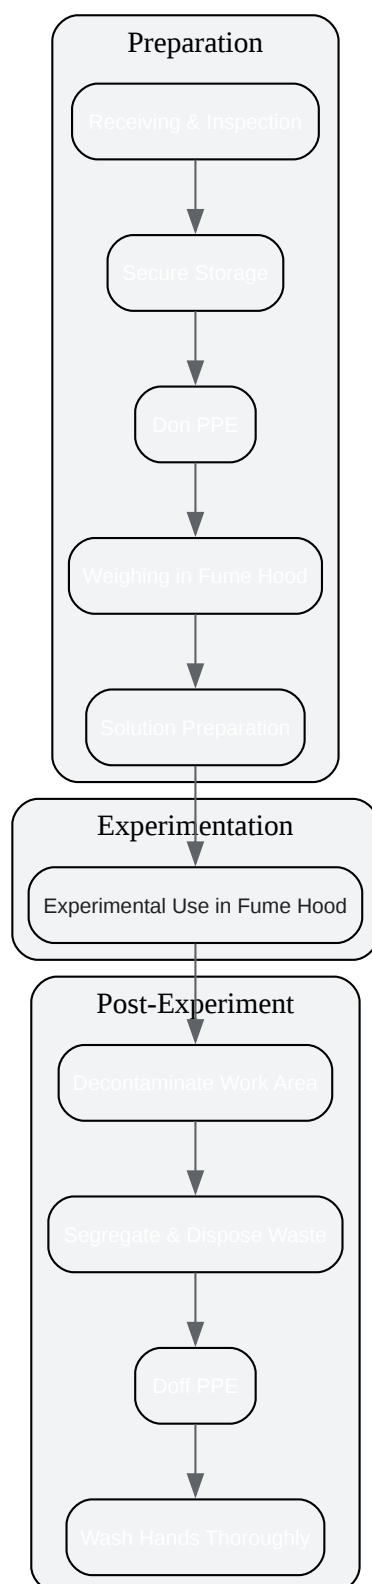 Preparation
Receiving & Inspection
Secure Storage
Don PPE
Weighing in Fume Hood
Solution Preparation
Experimentation
Experimental Use in Fume Hood
Post-Experiment
Decontaminate Work Area
Segregate & Dispose Waste
Doff PPE
Wash Hands Thoroughly